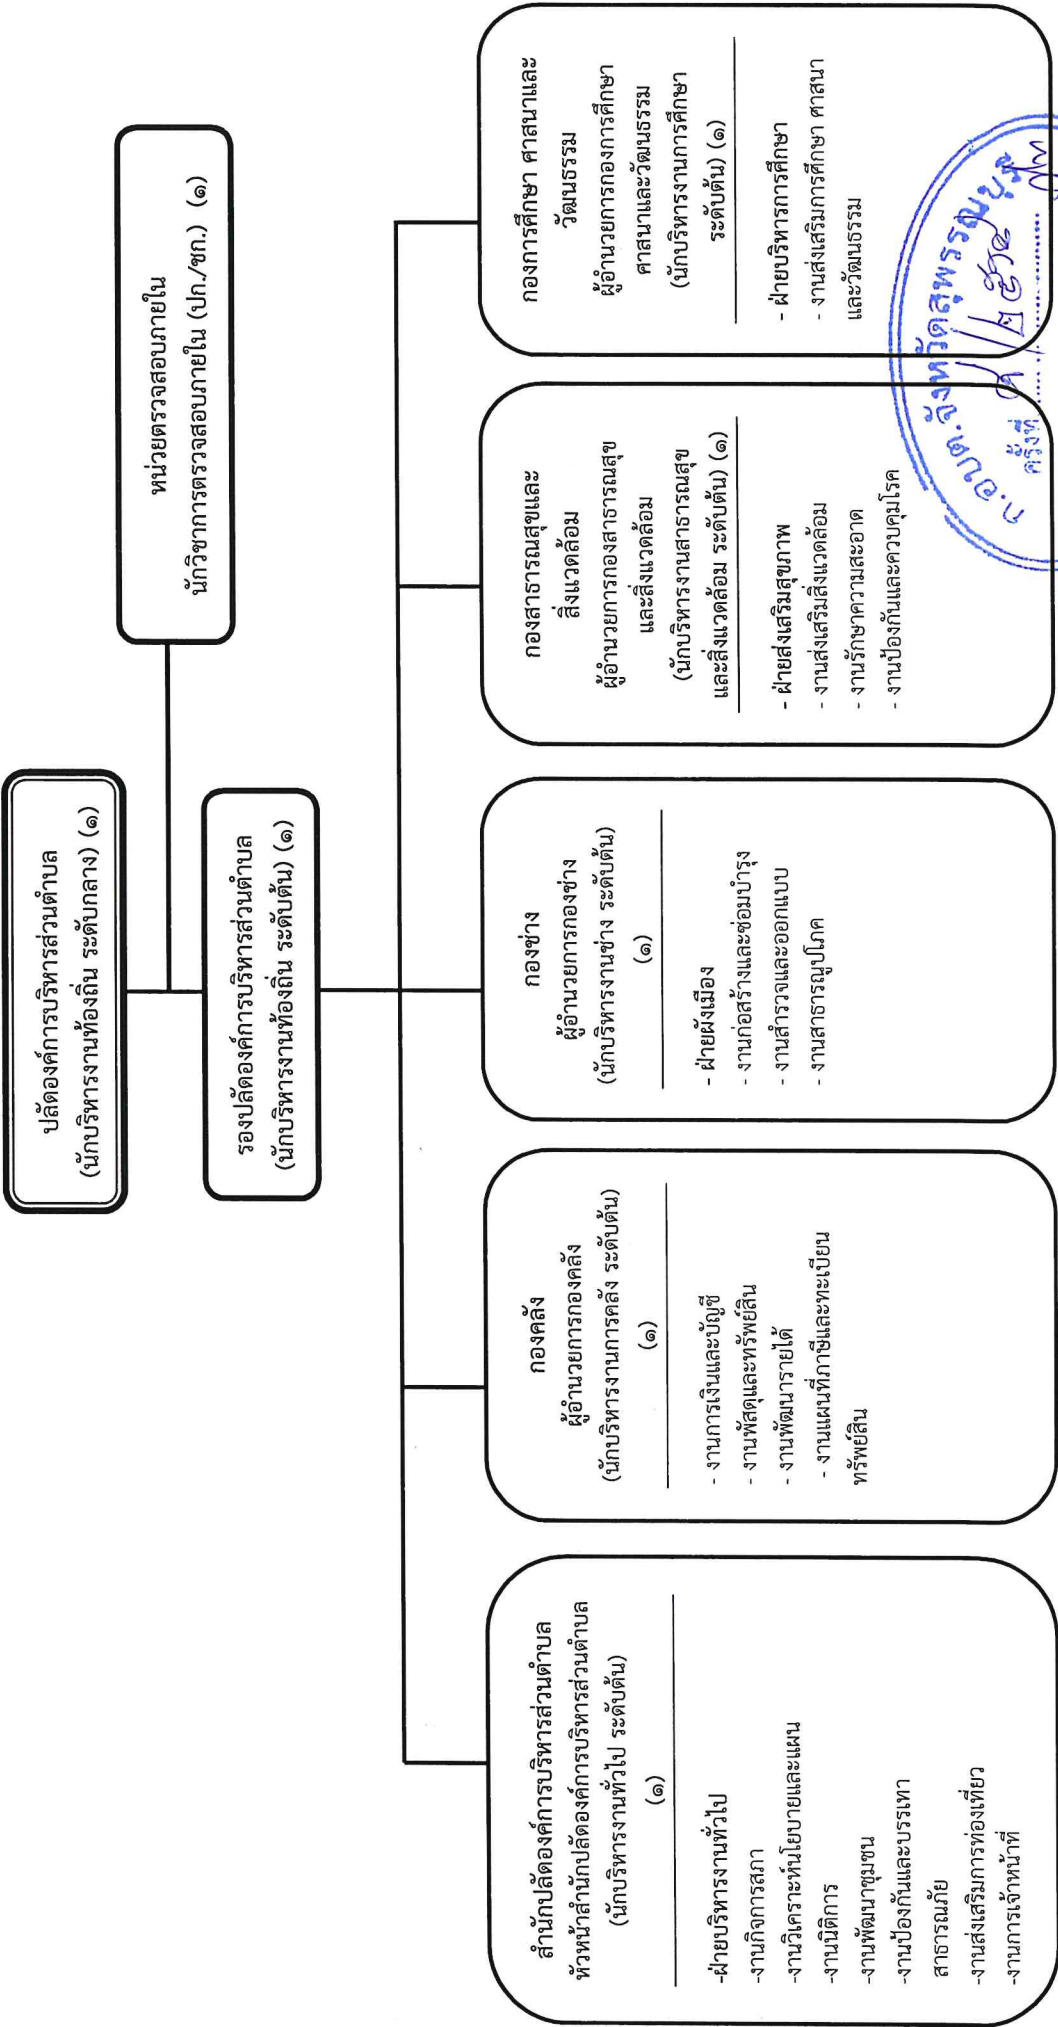 ปลัดองค์การบริหารส่วนตำบล
(นักบริหารงานท้องถิ่น ระดับกลาง) (๑)
หน่วยตรวจสอบภายใน
นักวิชาการตรวจสอบภายใน (ปก./ชก.) (๑)
รองปลัดองค์การบริหารส่วนตำบล
(นักบริหารงานท้องถิ่น ระดับต้น) (๑)
สำนักปลัดองค์การบริหารส่วนตำบล
หัวหน้าสำนักปลัดองค์การบริหารส่วนตำบล
(นักบริหารงานทั่วไป ระดับต้น)
(๑)
-ฝ่ายบริหารงานทั่วไป
-งานกิจการสภา
-งานวิเคราะห์นโยบายและแผน
-งานนิติการ
-งานพัฒนาชุมชน
-งานป้องกันและบรรเทา
สาธารณภัย
-งานส่งเสริมการท่องเที่ยว
-งานการเจ้าหน้าที่
กองคลัง
ผู้อำนวยการกองคลัง
(นักบริหารงานการคลัง ระดับต้น)
(๑)
- งานการเงินและบัญชี
- งานพัสดุและทรัพย์สิน
- งานพัฒนารายได้
- งานแผนที่ภาษีและทะเบียน
ทรัพย์สิน
กองช่าง
ผู้อำนวยการกองช่าง
(นักบริหารงานช่าง ระดับต้น)
(๑)
- ฝ่ายผังเมือง
- งานก่อสร้างและซ่อมบำรุง
- งานสำรวจและออกแบบ
- งานสาธารณูปโภค
กองสาธารณสุขและ
สิ่งแวดล้อม
ผู้อำนวยการกองสาธารณสุข
และสิ่งแวดล้อม
(นักบริหารงานสาธารณสุข
และสิ่งแวดล้อม ระดับต้น) (๑)
- ฝ่ายส่งเสริมสุขภาพ
- งานส่งเสริมสิ่งแวดล้อม
- งานรักษาความสะอาด
- งานป้องกันและควบคุมโรค
กองการศึกษา ศาสนาและ
วัฒนธรรม
ผู้อำนวยการกองการศึกษา
ศาสนาและวัฒนธรรม
(นักบริหารงานการศึกษา
ระดับต้น) (๑)
- ฝ่ายบริหารการศึกษา
- งานส่งเสริมการศึกษา ศาสนา
และวัฒนธรรม
ก.อบต.จังหวัดสุพรรณบุรี
ครั้งที่